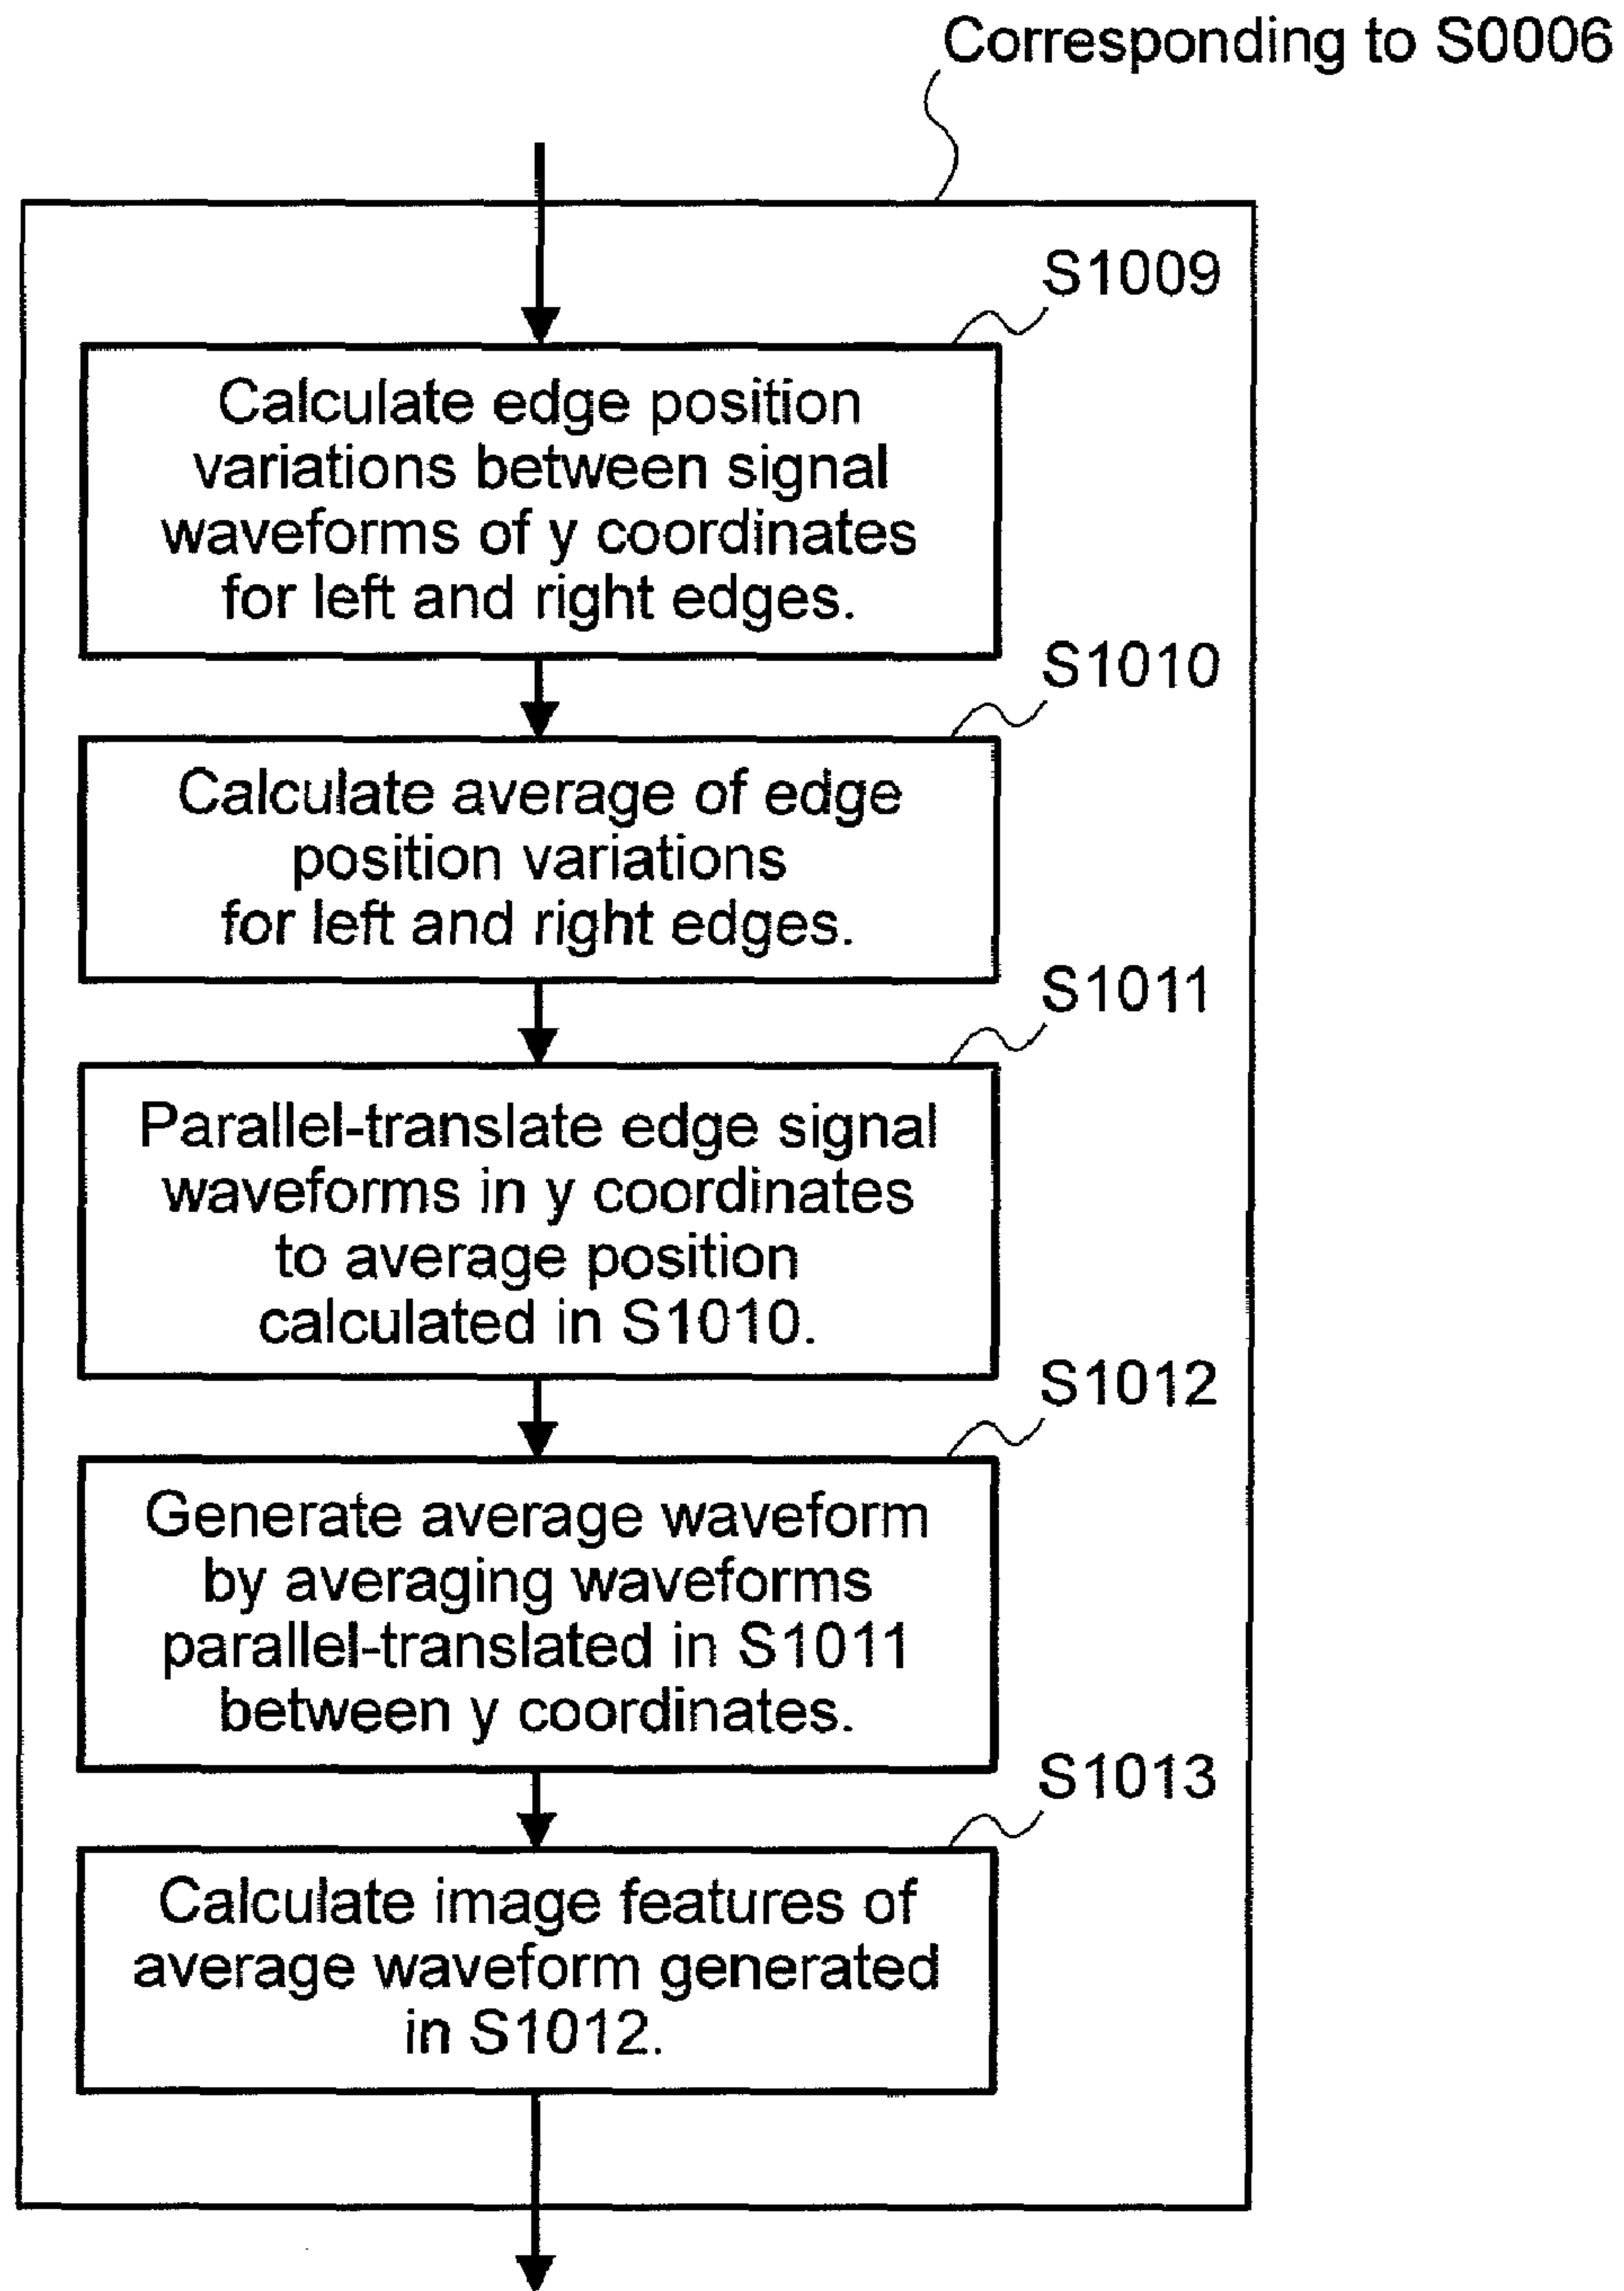 Corresponding to S0006
S1009
Calculate edge position
variations between signal
waveforms of y coordinates
for left and right edges.
S1010
Calculate average of edge
position variations
for left and right edges.
S1011
Parallel-translate edge signal
waveforms in y coordinates
to average position
calculated in S1010.
S1012
Generate average waveform
by averaging waveforms
parallel-translated in S1011
between y coordinates.
S1013
Calculate image features of
average waveform generated
in S1012.